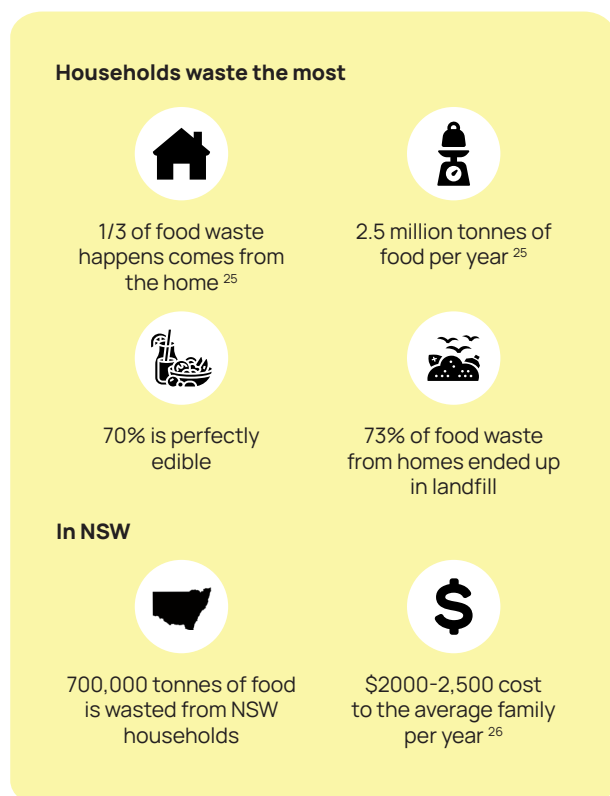 Households waste the most
1/3 of food waste
happens comes from
the home 25
2.5 million tonnes of
food per year 25
70% is perfectly
edible
73% of food waste
from homes ended up
in landfill
In NSW
700,000 tonnes of food
is wasted from NSW
households
$2000-2,500 cost
to the average family
per year 26